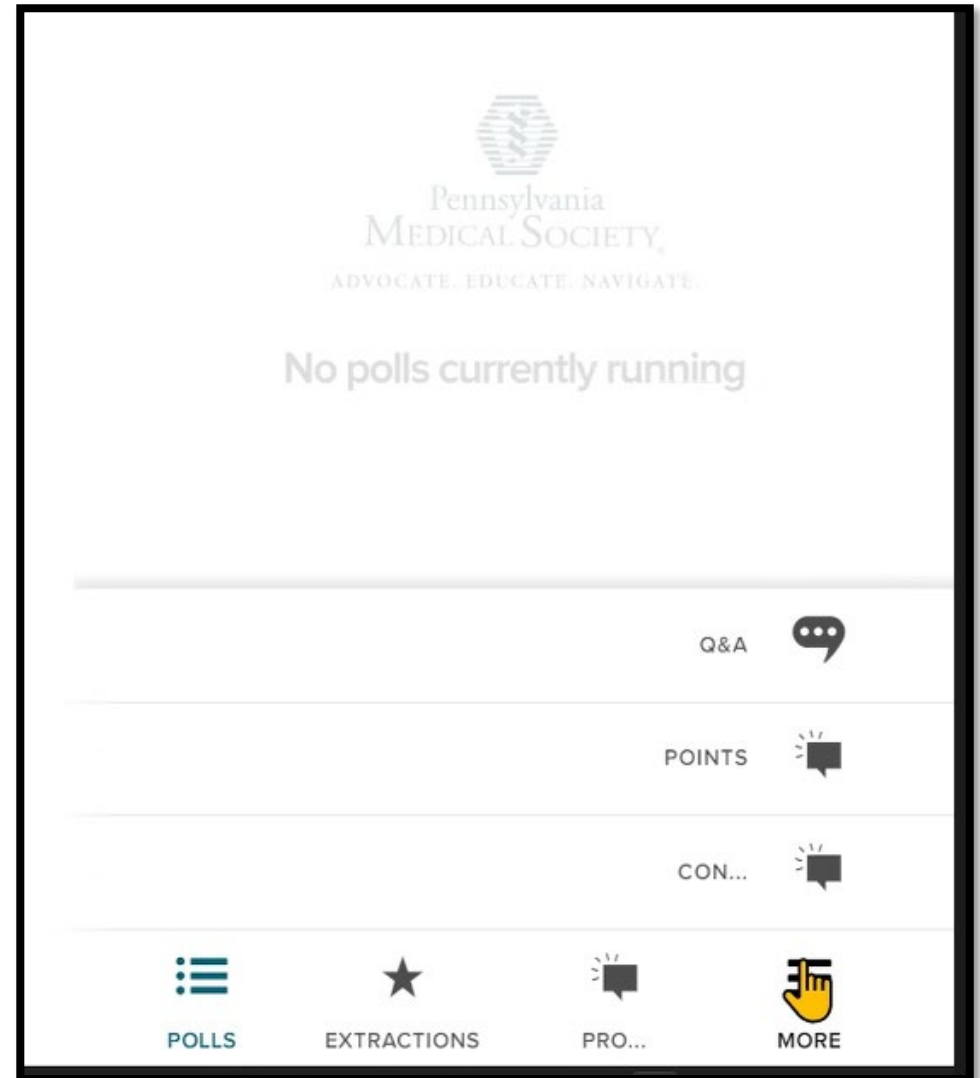 Pennsylvania
MEDICAL SOCIETY®
ADVOCATE. EDUCATE. NAVIGATE.
No polls currently running
Q&A
POINTS
CON...
POLLS EXTRACTIONS PRO... MORE